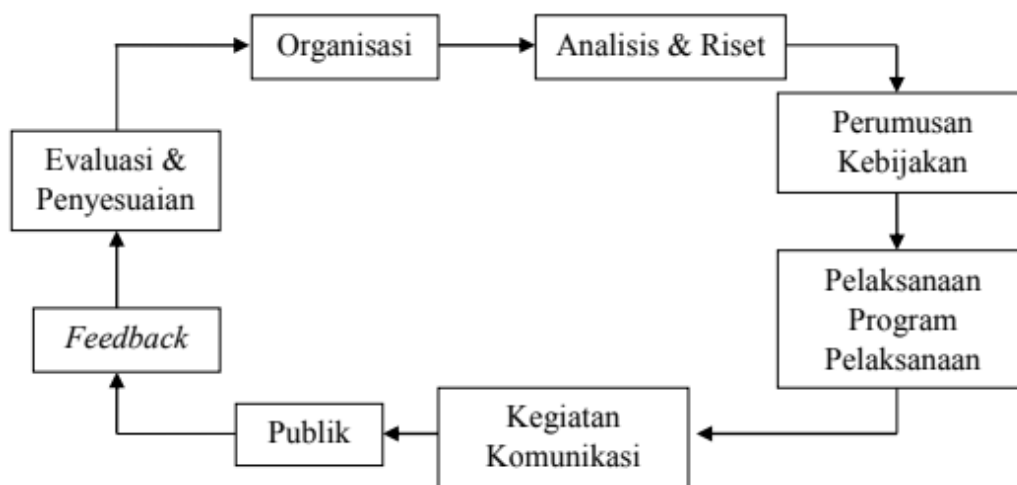 Organisasi
Analisis & Riset
Perumusan
Kebijakan
Pelaksanaan
Program
Pelaksanaan
Kegiatan
Komunikasi
Publik
Feedback
Evaluasi &
Penyesuaian